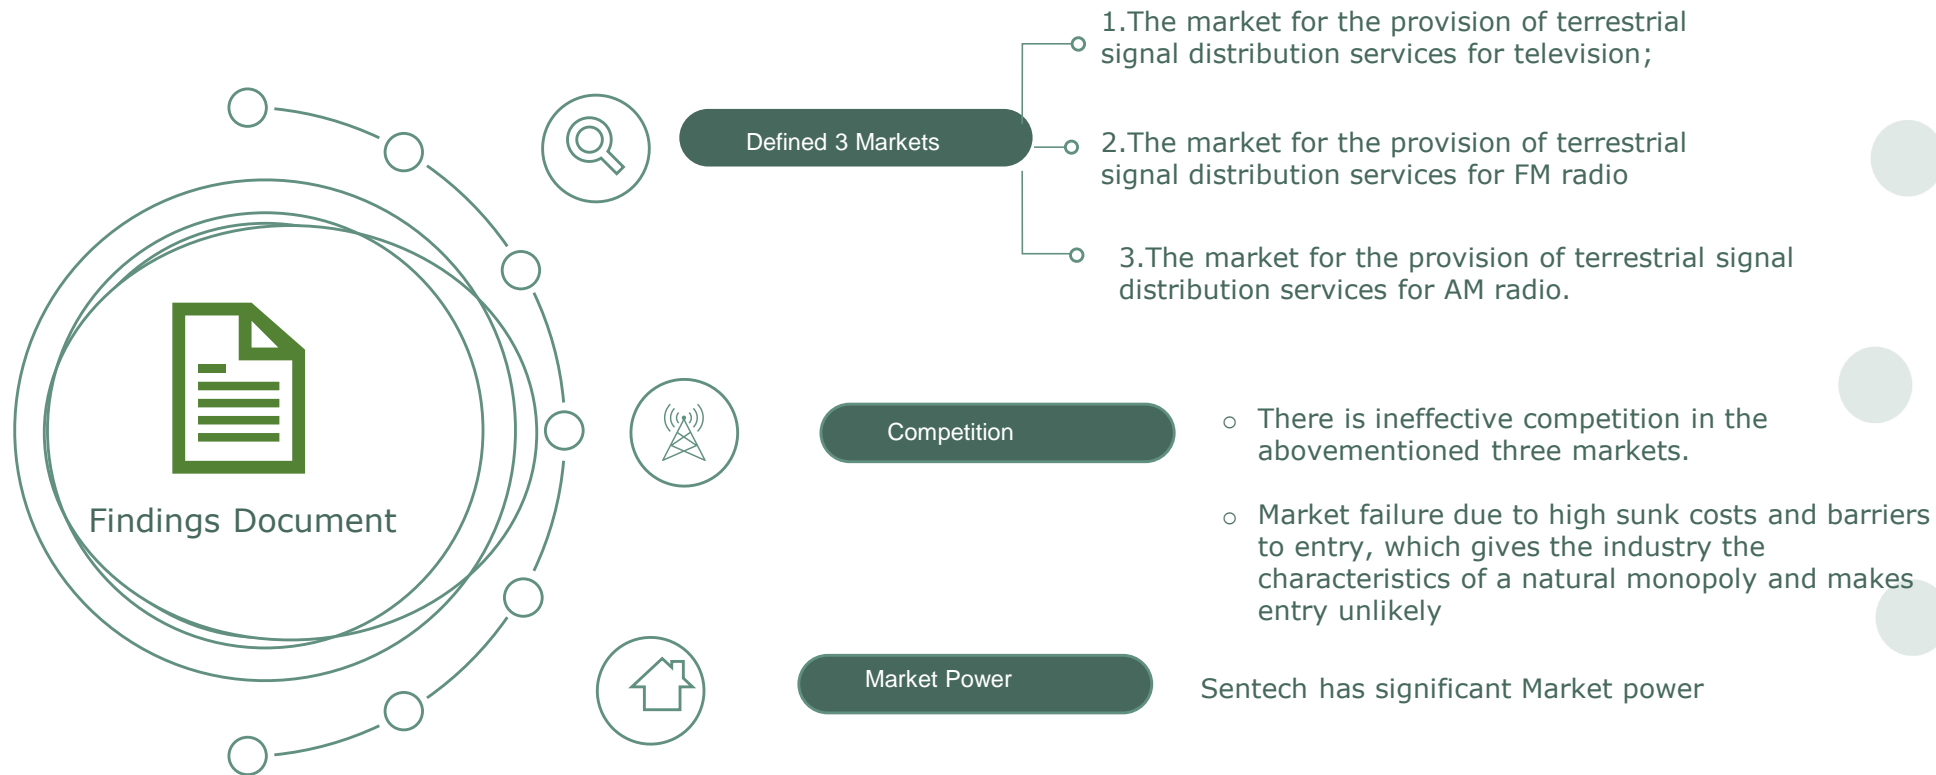 1.The market for the provision of terrestrial
signal distribution services for television;
Defined 3 Markets
2.The market for the provision of terrestrial
signal distribution services for FM radio
3.The market for the provision of terrestrial signal
distribution services for AM radio.
Findings Document
Competition
o There is ineffective competition in the
abovementioned three markets.
o Market failure due to high sunk costs and barriers
to entry, which gives the industry the
characteristics of a natural monopoly and makes
entry unlikely
Market Power
Sentech has significant Market power